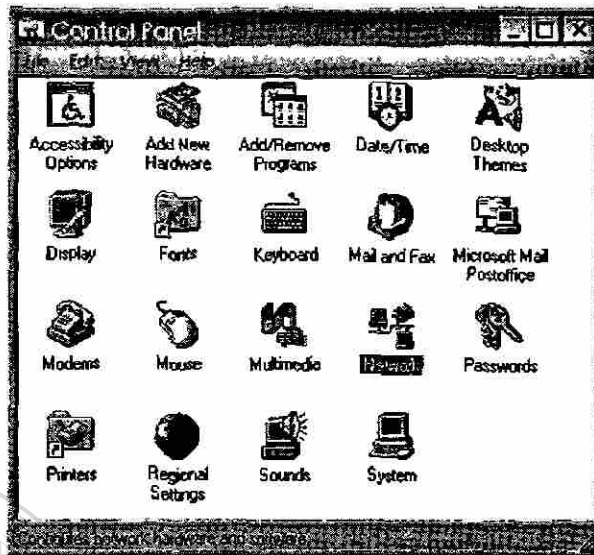 Control Panel
File Edit View Help
Accessibility Options
Add New Hardware
Add/Remove Programs
Date/Time
Desktop Themes
Display
Fonts
Keyboard
Mail and Fax
Microsoft Mail Postoffice
Modems
Mouse
Multimedia
Network
Passwords
Printers
Regional Settings
Sounds
System
Configures network hardware and software.